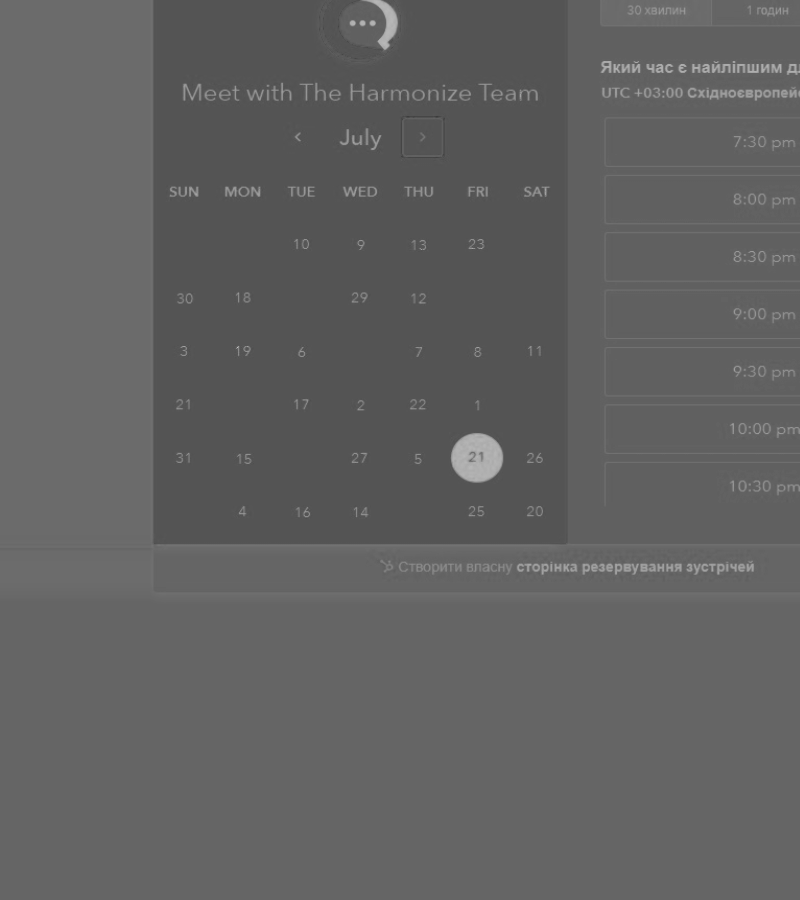 30 хвилин 1 годин
Meet with The Harmonize Team
July
Який час є найліпшим
UTC +03:00
SUN MON TUE WED THU FRI SAT
10 9 13 23
30 18 29 12
3 19 6 7 8 11
21 17 2 22 1
31 15 27 5 21 26
4 16 14 25 20
7:30 pm
8:00 pm
8:30 pm
9:00 pm
9:30 pm
10:00 pm
10:30 pm
Створити власну сторінка резервування зустрічей